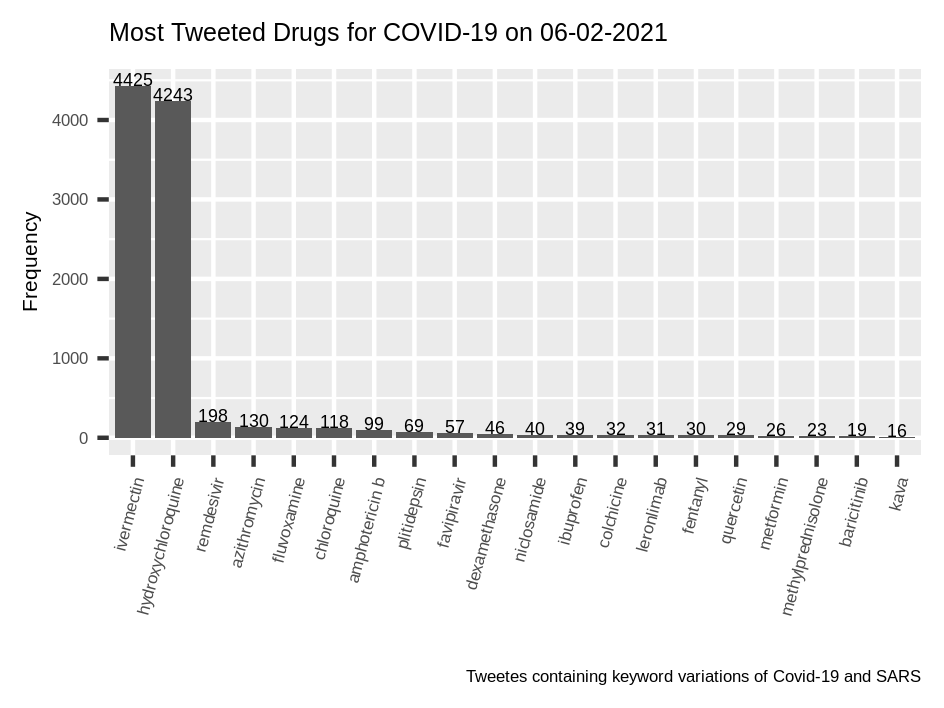 Most Tweeted Drugs for COVID-19 on 06-02-2021
Frequency
4000
3000
2000
1000
0
4425
4243
198
130
124
118
99
69
57
46
40
39
32
31
30
29
26
23
19
16
ivermectin
hydroxychloroquine
remdesivir
azithromycin
fluvoxamine
chloroquine
amphotericin b
plitidepsin
favipiravir
dexamethasone
niclosamide
ibuprofen
colchicine
leronlimab
fentanyl
quercetin
metformin
methylprednisolone
baricitinib
kava
Tweetes containing keyword variations of Covid-19 and SARS